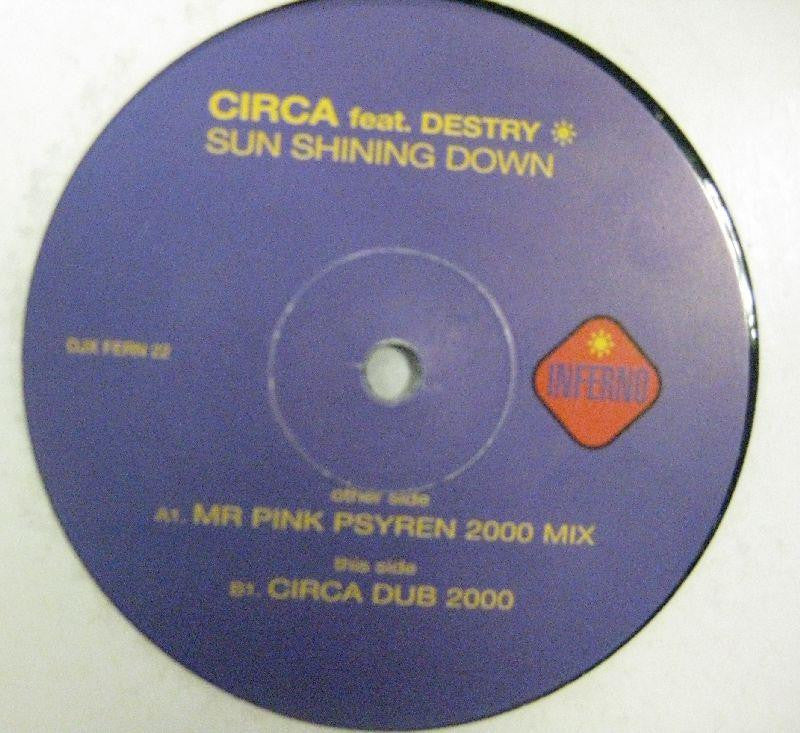 CIRCA feat. DESTRY
SUN SHINING DOWN
DJX FERN 22
INFERNO
other side
A1. MR PINK PSYREN 2000 MIX
this side
B1. CIRCA DUB 2000